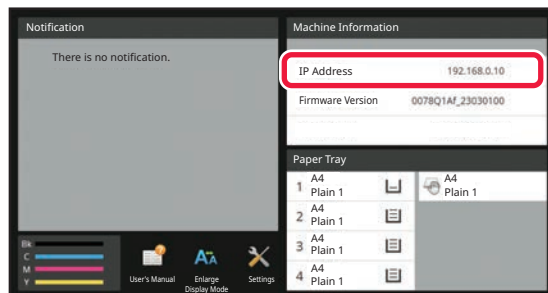 Notification
There is no notification.
Machine Information
IP Address 192.168.0.10
Firmware Version 0078Q1Af_23030100
Paper Tray
1 A4
Plain 1
A4
Plain 1
2 A4
Plain 1
3 A4
Plain 1
4 A4
Plain 1
Bk
C
M
Y
User's Manual
Enlarge
Display Mode
Settings